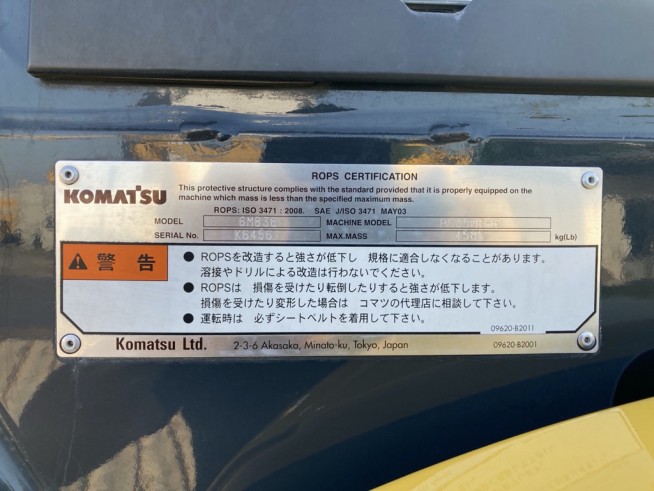 ROPS CERTIFICATION
KOMATSU
This protective structure complies with the standard provided that it is properly equipped on the
machine which mass is less than the specified maximum mass.
ROPS: ISO 3471 : 2008. SAE J/ISO 3471 MAY03
MODEL MACHINE MODEL
SERIAL No. MAX.MASS kg(Lb)
警告
● ROPSを改造すると強さが低下し 規格に適合しなくなることがあります。
溶接やドリルによる改造は行わないでください。
● ROPSは 損傷を受けたり転倒したりすると強さが低下します。
損傷を受けたり変形した場合は コマツの代理店に相談して下さい。
● 運転時は 必ずシートベルトを着用して下さい。
09620-B2011
Komatsu Ltd. 2-3-6 Akasaka, Minato-ku, Tokyo, Japan 09620-B2001